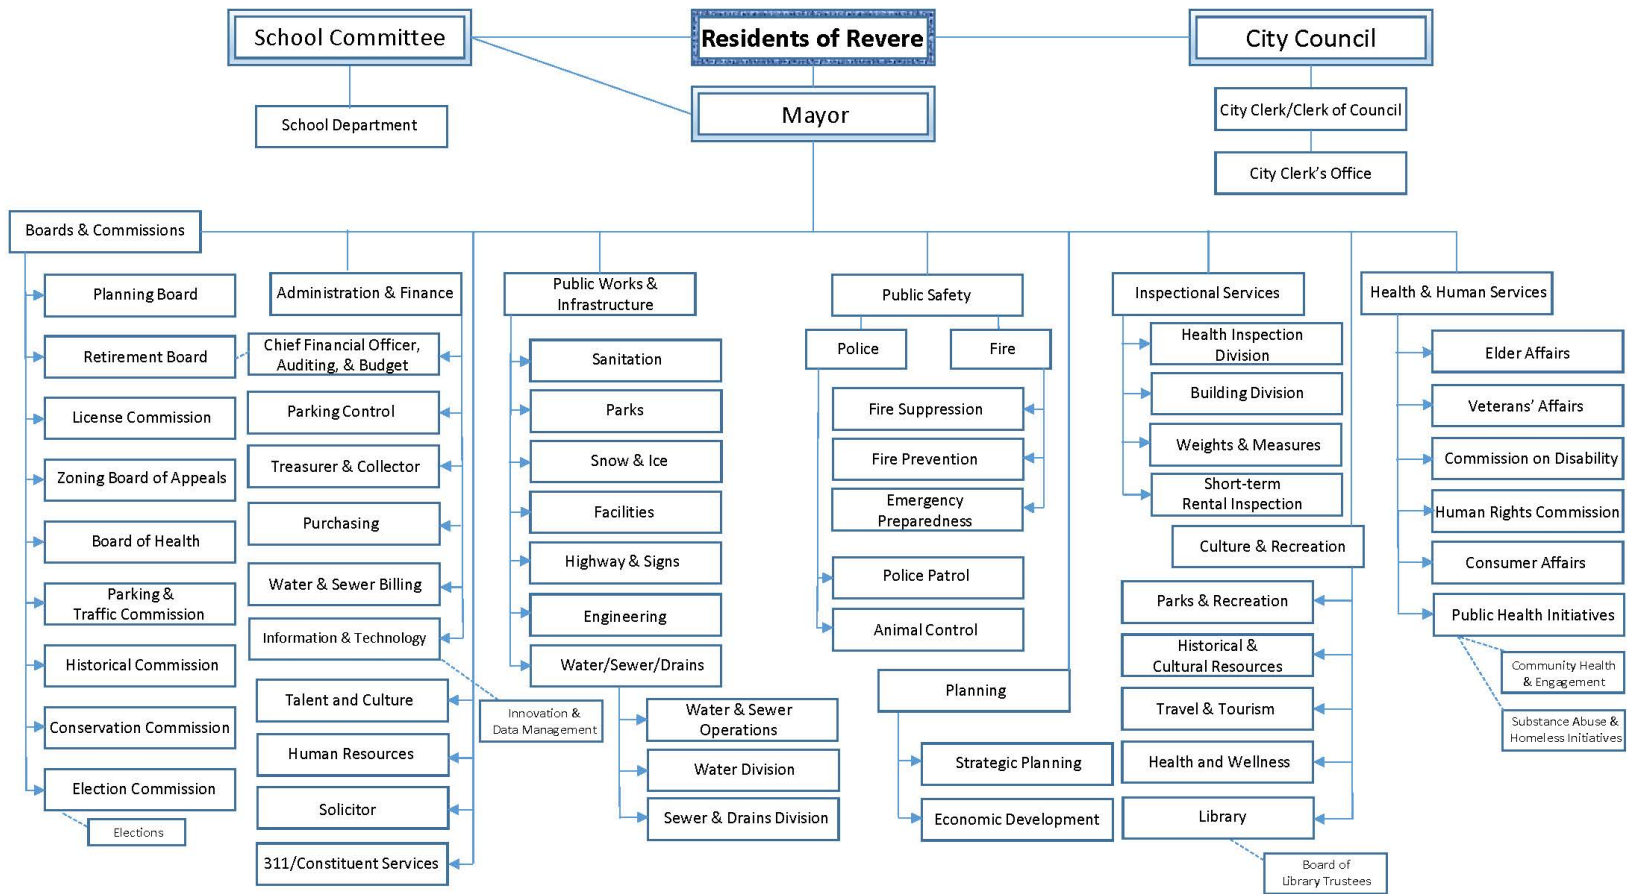 School Committee
Residents of Revere
City Council
Mayor
School Department
City Clerk/Clerk of Council
City Clerk's Office
Boards & Commissions
Planning Board
Retirement Board
License Commission
Zoning Board of Appeals
Board of Health
Parking &
Traffic Commission
Historical Commission
Conservation Commission
Election Commission
Elections
Administration & Finance
Chief Financial Officer,
Auditing, & Budget
Parking Control
Treasurer & Collector
Purchasing
Water & Sewer Billing
Information & Technology
Innovation &
Data Management
Talent and Culture
Human Resources
Solicitor
311/Constituent Services
Public Works &
Infrastructure
Sanitation
Parks
Snow & Ice
Facilities
Highway & Signs
Engineering
Water/Sewer/Drains
Water & Sewer
Operations
Water Division
Sewer & Drains Division
Public Safety
Police
Fire
Fire Suppression
Fire Prevention
Emergency
Preparedness
Police Patrol
Animal Control
Planning
Strategic Planning
Economic Development
Inspectional Services
Health Inspection
Division
Building Division
Weights & Measures
Short-term
Rental Inspection
Culture & Recreation
Parks & Recreation
Historical &
Cultural Resources
Travel & Tourism
Health and Wellness
Library
Board of
Library Trustees
Health & Human Services
Elder Affairs
Veterans' Affairs
Commission on Disability
Human Rights Commission
Consumer Affairs
Public Health Initiatives
Community Health
& Engagement
Substance Abuse &
Homeless Initiatives